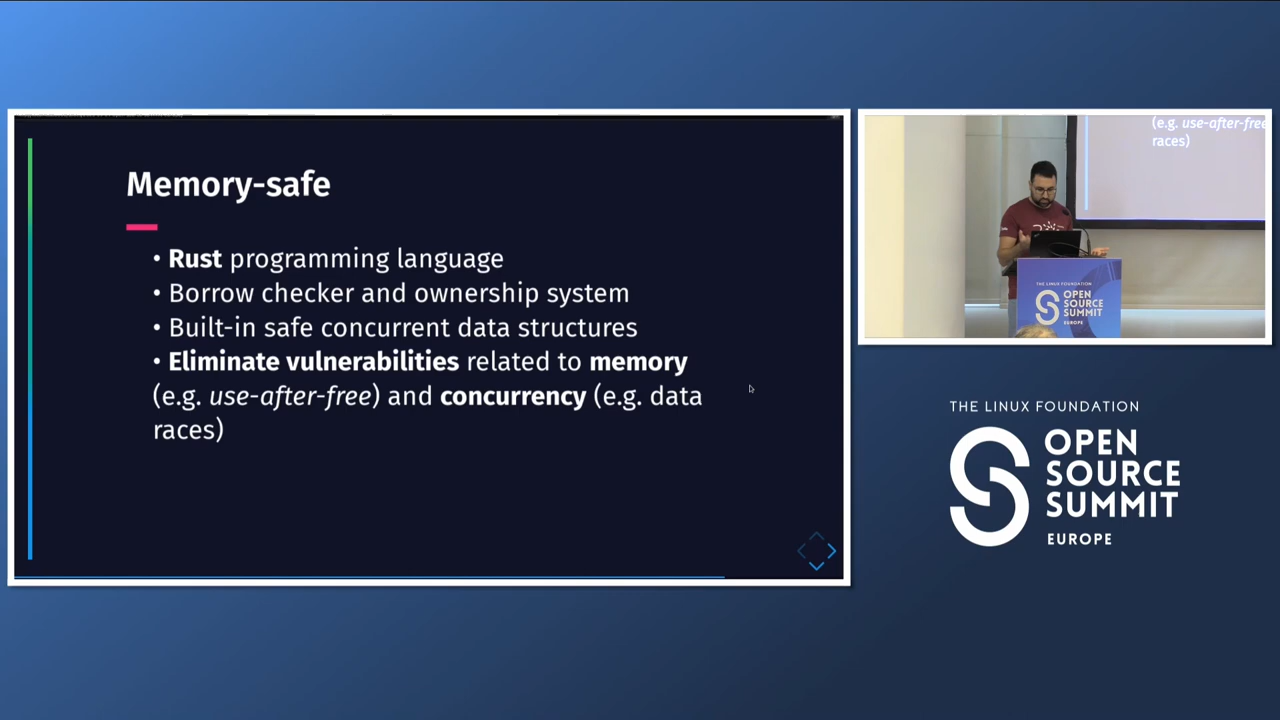 Memory-safe
• Rust programming language
• Borrow checker and ownership system
• Built-in safe concurrent data structures
• Eliminate vulnerabilities related to memory
(e.g. use-after-free) and concurrency (e.g. data
races)
(e.g. use-after-free
races)
THE LINUX FOUNDATION
OPEN
SOURCE
SUMMIT
EUROPE
THE LINUX FOUNDATION
OPEN
SOURCE
SUMMIT
EUROPE